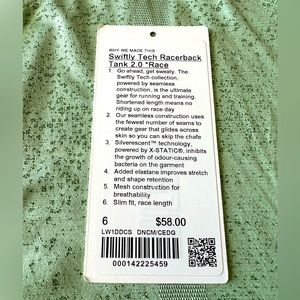 WHY WE MADE THIS
Swiftly Tech Racerback
Tank 2.0 *Race
1. Go ahead, get sweaty. The
Swiftly Tech collection,
powered by seamless
construction, is the ultimate
gear for running and training.
Shortened length means no
riding up on race day
2. Our seamless construction uses
the fewest number of seams to
create gear that glides across
skin so you can skip the chafe
3. Silverescent™ technology,
powered by X-STATIC®, inhibits
the growth of odour-causing
bacteria on the garment
4. Added elastane improves stretch
and shape retention
5. Mesh construction for
breathability
6. Slim fit, race length
6 $58.00
LW1DDCS DNCM/CEDG
000142225459